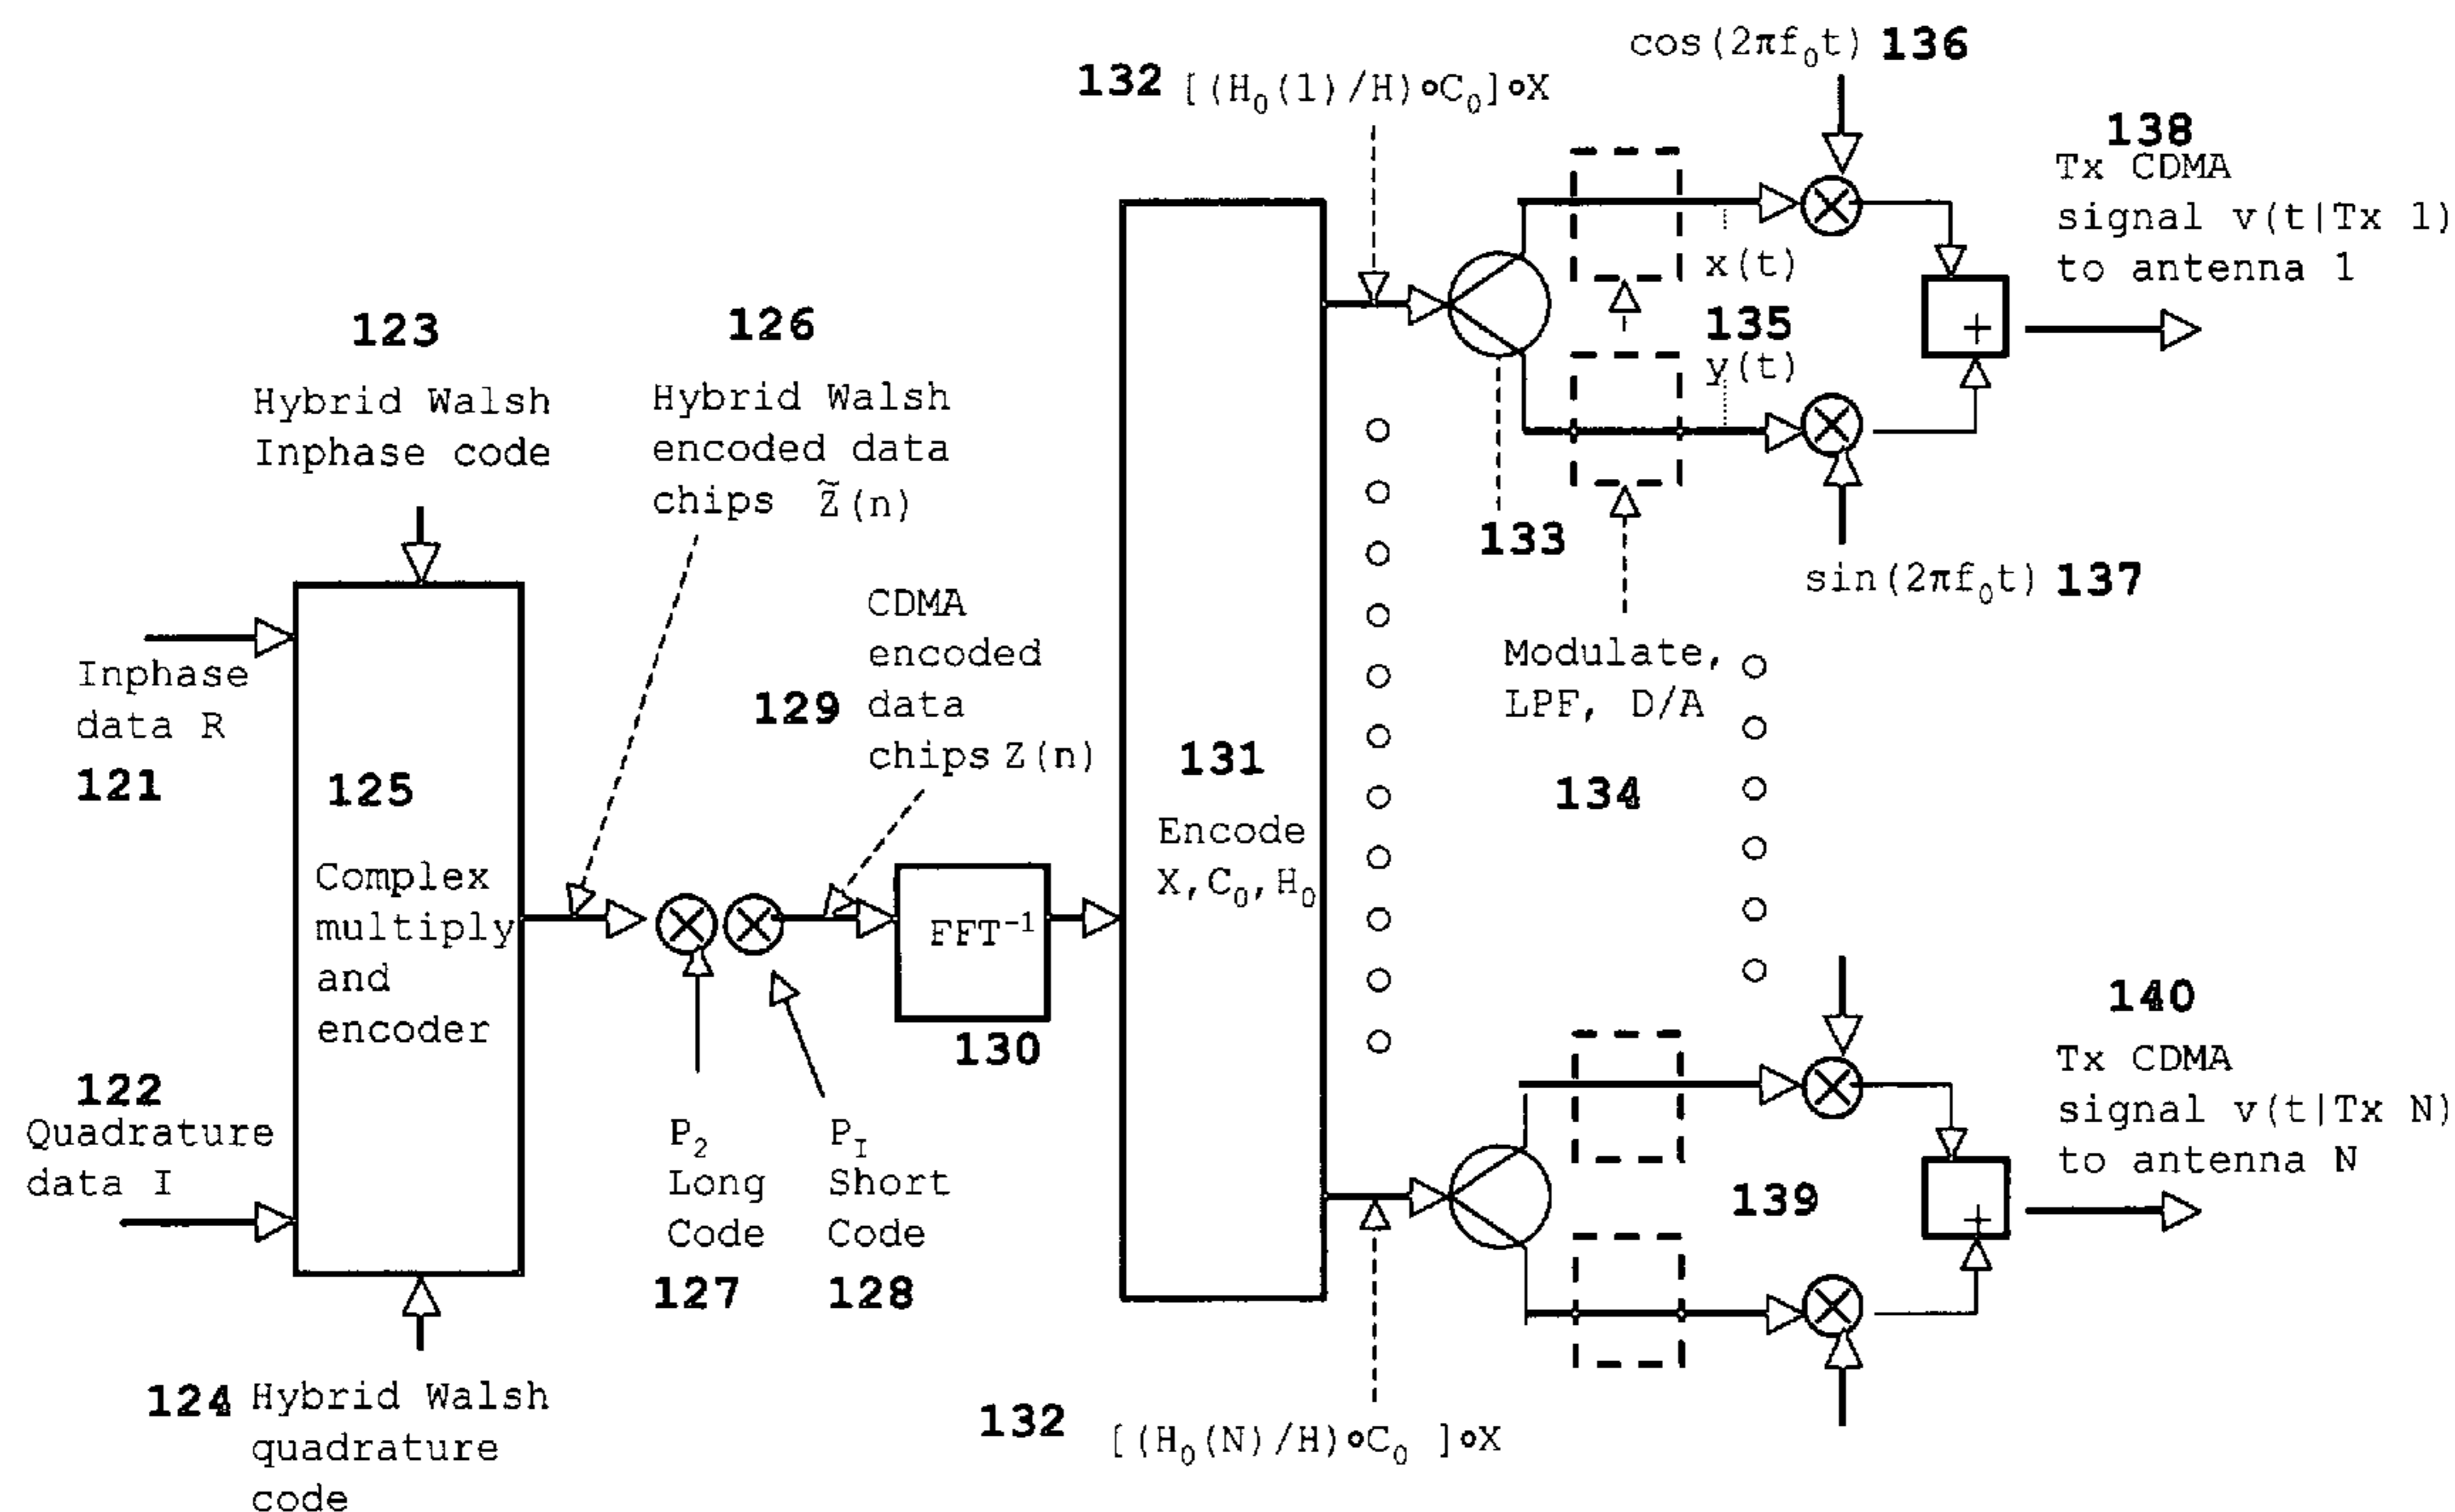 cos(2πf₀t) 136
132 [(H₀(1)/H)∘C₀]∘X
138
Tx CDMA
signal v(t|Tx 1)
to antenna 1
x(t)
135
y(t)
123
Hybrid Walsh
Inphase code
126
Hybrid Walsh
encoded data
chips Z̃(n)
133
sin(2πf₀t) 137
CDMA
encoded
129 data
chips Z(n)
Modulate,
LPF, D/A
134
Inphase
data R
121
125
Complex
multiply
and
encoder
131
Encode
X,C₀,H₀
FFT⁻¹
130
122
Quadrature
data I
P₂
Long
Code
127
P_I
Short
Code
128
140
Tx CDMA
signal v(t|Tx N)
to antenna N
139
124 Hybrid Walsh
quadrature
code
132 [(H₀(N)/H)∘C₀ ]∘X